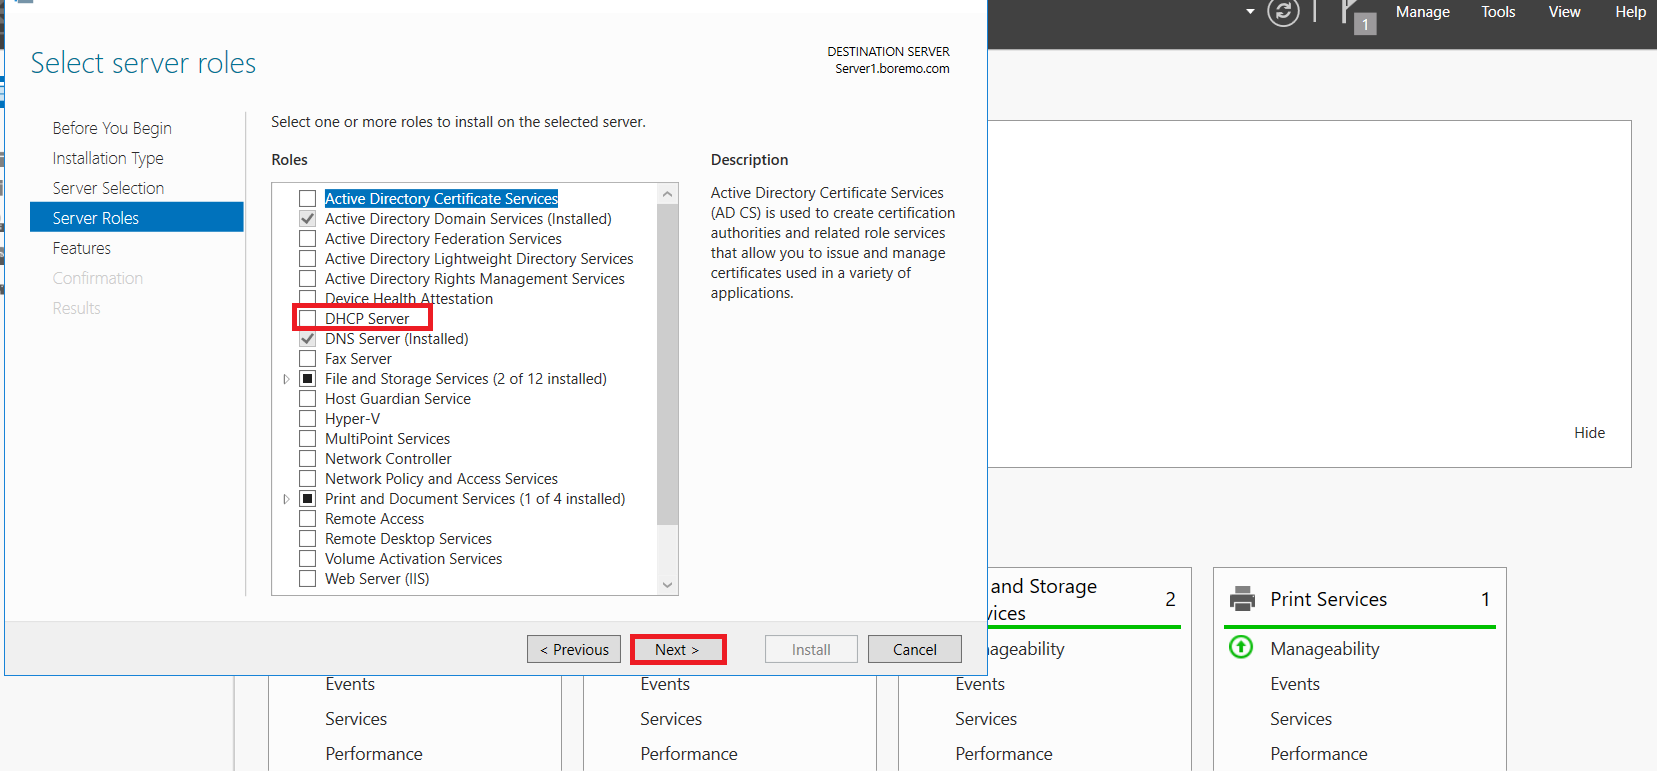 1
Manage
Tools
View
Help
Select server roles
DESTINATION SERVER
Server1.boremo.com
Before You Begin
Installation Type
Server Selection
Server Roles
Features
Confirmation
Results
Select one or more roles to install on the selected server.
Roles
Active Directory Certificate Services
Active Directory Domain Services (Installed)
Active Directory Federation Services
Active Directory Lightweight Directory Services
Active Directory Rights Management Services
Device Health Attestation
DHCP Server
DNS Server (Installed)
Fax Server
File and Storage Services (2 of 12 installed)
Host Guardian Service
Hyper-V
MultiPoint Services
Network Controller
Network Policy and Access Services
Print and Document Services (1 of 4 installed)
Remote Access
Remote Desktop Services
Volume Activation Services
Web Server (IIS)
Description
Active Directory Certificate Services
(AD CS) is used to create certification
authorities and related role services
that allow you to issue and manage
certificates used in a variety of
applications.
< Previous
Next >
Install
Cancel
Hide
Events
Services
Performance
Events
Services
Performance
and Storage
vices
2
nageability
Events
Services
Performance
Print Services
1
Manageability
Events
Services
Performance